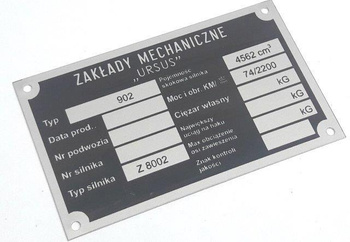 ZAKŁADY MECHANICZNE
„URSUS”
Typ 902
Data prod.
Nr podwozia
Nr silnika
Typ silnika Z 8002
Pojemność skokowa silnika 4562 cm³
Moc i obr. KM/ 74/2200
Ciężar własny KG
Największy uciąg na haku KG
Max obciążenie osi zawieszenia KG
Znak kontroli jakości